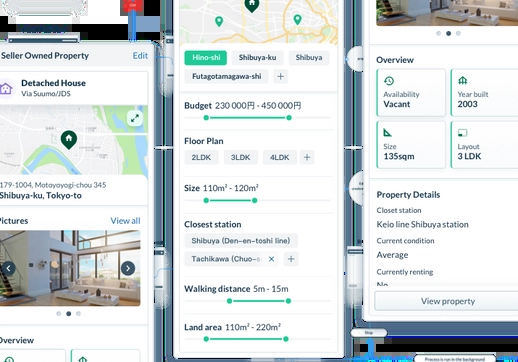 Seller Owned Property Edit
Detached House
Via Suumo/JDS
179-1004, Motoyoyogi-chou 345
Shibuya-ku, Tokyo-to
Pictures View all
Overview
Hino-shi Shibuya-ku Shibuya
Futagotamagawa-shi +
Budget 230 000円 - 450 000円
Floor Plan
2LDK 3LDK 4LDK +
Size 110m² - 120m²
Closest station
Shibuya (Den-en-toshi line)
Tachikawa (Chuo-o × +
Walking distance 5m - 15m
Land area 110m² - 220m²
Overview
Availability
Vacant
Year built
2003
Size
135sqm
Layout
3 LDK
Property Details
Closet station
Keio line Shibuya station
Current condition
Average
Currently renting
No
View property
Process is run in the background